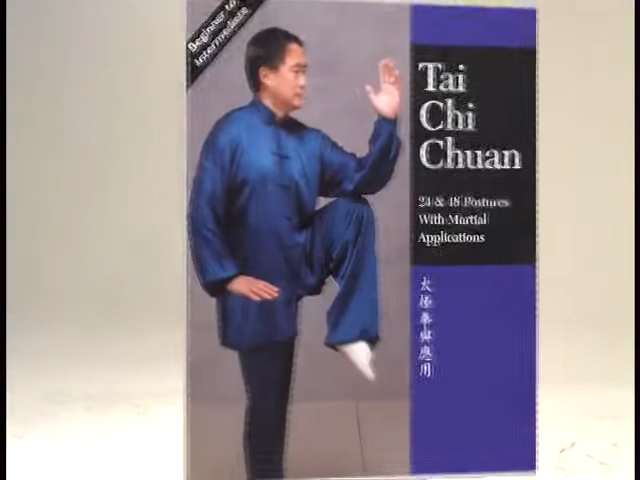 Beginner to
Intermediate
Tai
Chi
Chuan
24 & 48 Postures
With Martial
Applications
太極拳與應用